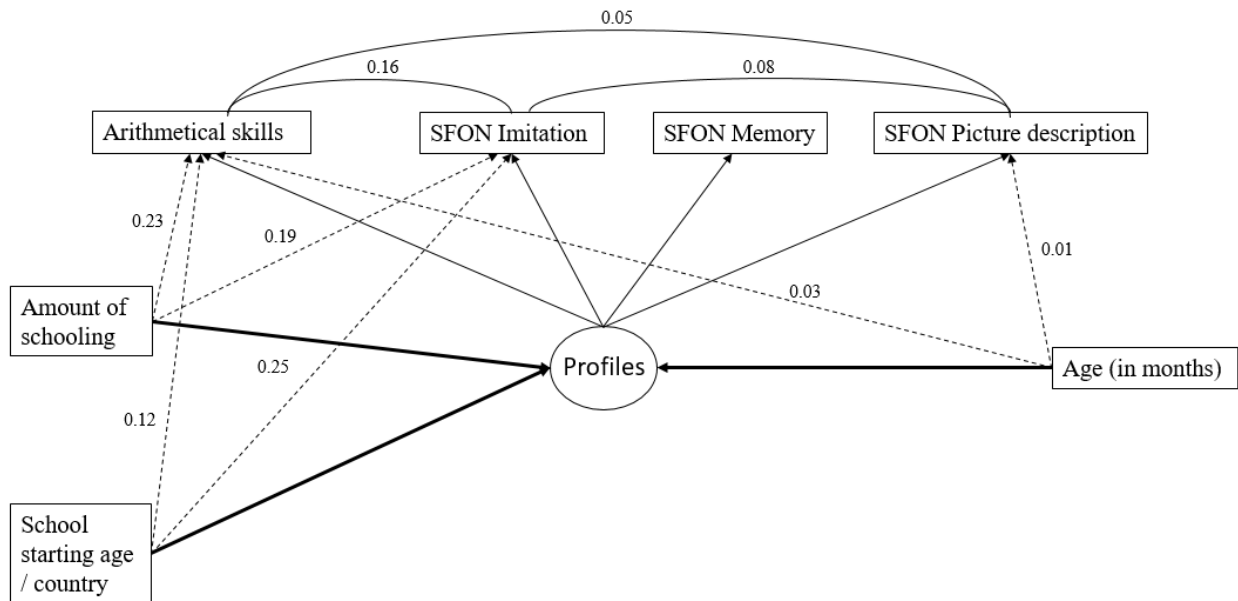 0.05
0.16
0.08
Arithmetical skills
SFON Imitation
SFON Memory
SFON Picture description
0.23
0.19
0.01
Amount of
schooling
0.03
0.25
Profiles
Age (in months)
0.12
School
starting age
/ country